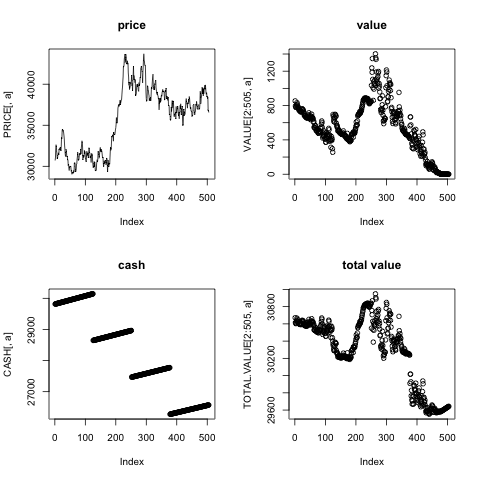 price
PRICE[, a]
30000 35000 40000
0 100 200 300 400 500
Index
value
VALUE[2:505, a]
0 400 800 1200
0 100 200 300 400 500
Index
cash
CASH[, a]
27000 29000
0 100 200 300 400 500
Index
total value
TOTAL.VALUE[2:505, a]
29600 30200 30800
0 100 200 300 400 500
Index